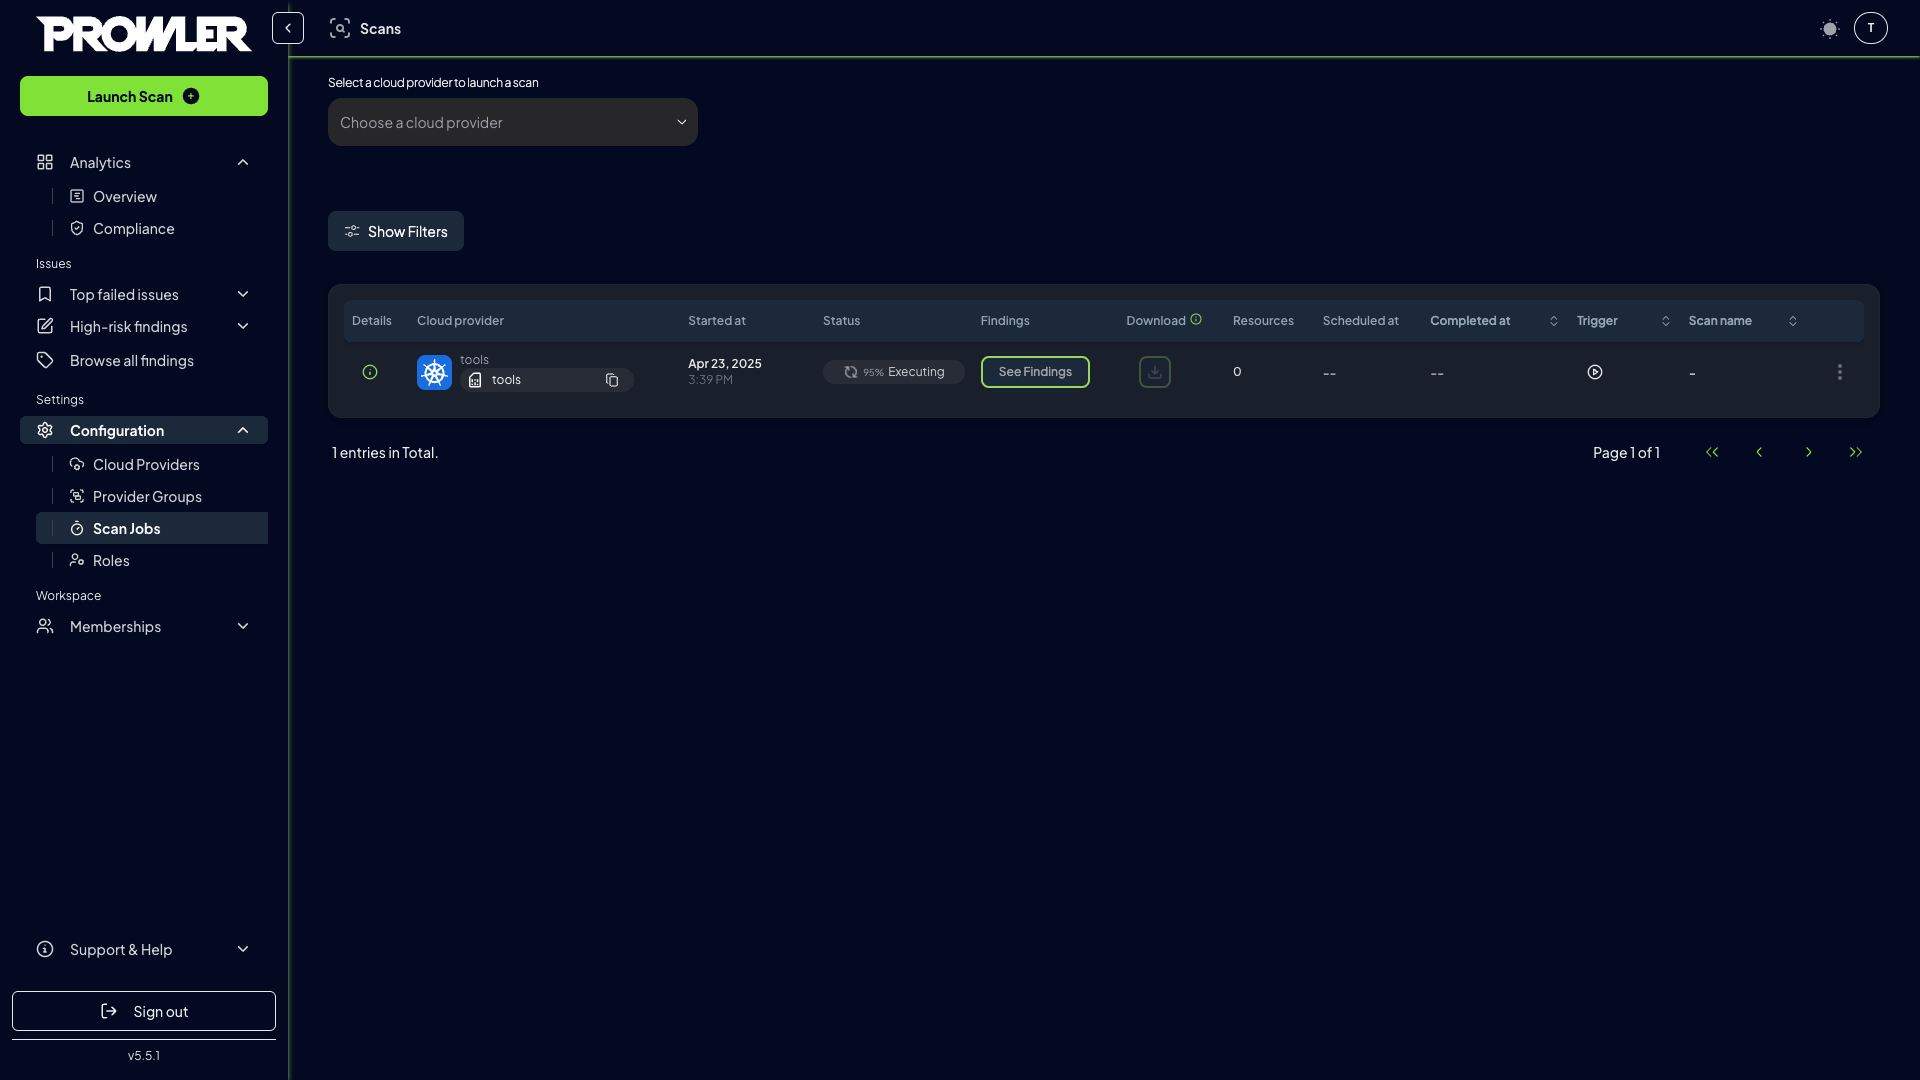 PROWLER
Scans
T
Launch Scan
Select a cloud provider to launch a scan
Choose a cloud provider
Analytics
Overview
Compliance
Show Filters
Issues
Top failed issues
High-risk findings
Browse all findings
Details Cloud provider Started at Status Findings Download Resources Scheduled at Completed at Trigger Scan name
tools
tools
Apr 23, 2025
3:39 PM
95% Executing
See Findings
0
--
--
-
Settings
Configuration
Cloud Providers
Provider Groups
Scan Jobs
Roles
1 entries in Total.
Page 1 of 1
Workspace
Memberships
Support & Help
Sign out
v5.5.1